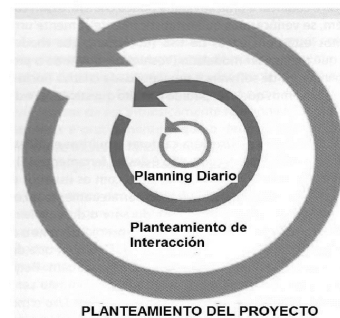 Planning Diario
Planteamiento de
Interacción
PLANTEAMIENTO DEL PROYECTO